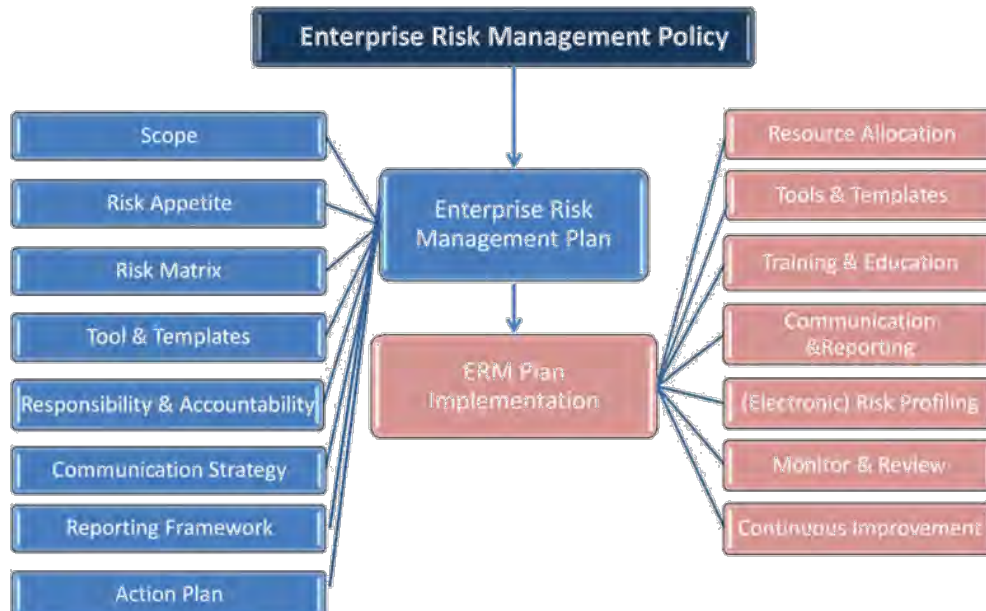 Enterprise Risk Management Policy
Scope
Risk Appetite
Risk Matrix
Tool & Templates
Responsibility & Accountability
Communication Strategy
Reporting Framework
Action Plan
Enterprise Risk
Management Plan
ERM Plan
Implementation
Resource Allocation
Tools & Templates
Training & Education
Communication
&Reporting
(Electronic) Risk Profiling
Monitor & Review
Continuous Improvement